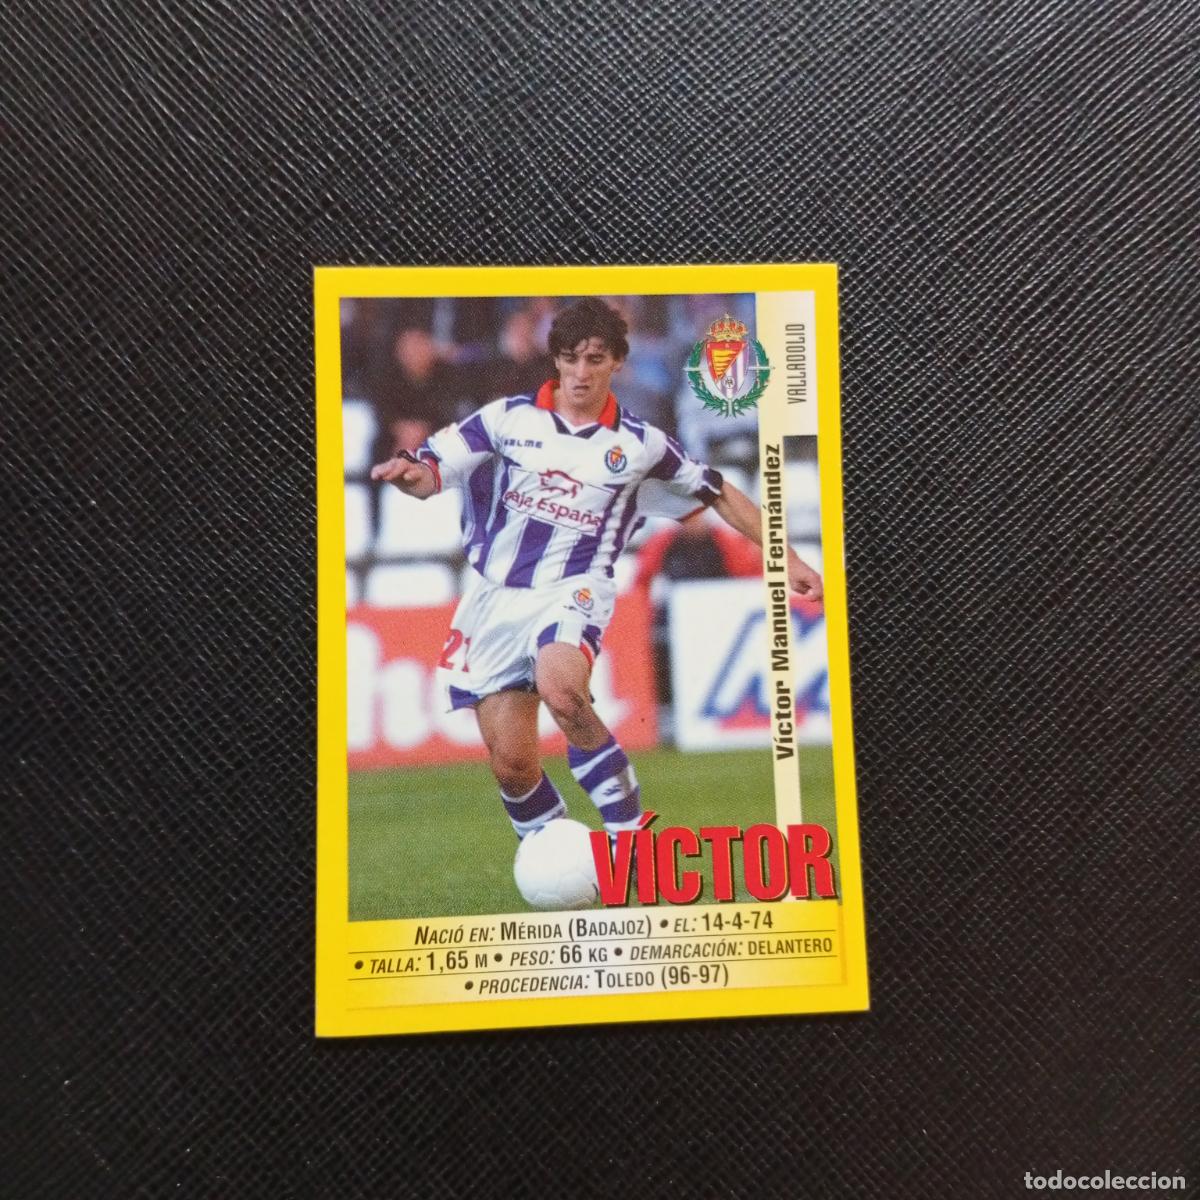 VALLADOLID
Víctor Manuel Fernández
KELME
Caja España
21
VÍCTOR
NACIÓ EN: MÉRIDA (BADAJOZ) • EL: 14-4-74
• TALLA: 1,65 M • PESO: 66 KG • DEMARCACIÓN: DELANTERO
• PROCEDENCIA: TOLEDO (96-97)
todocoleccion